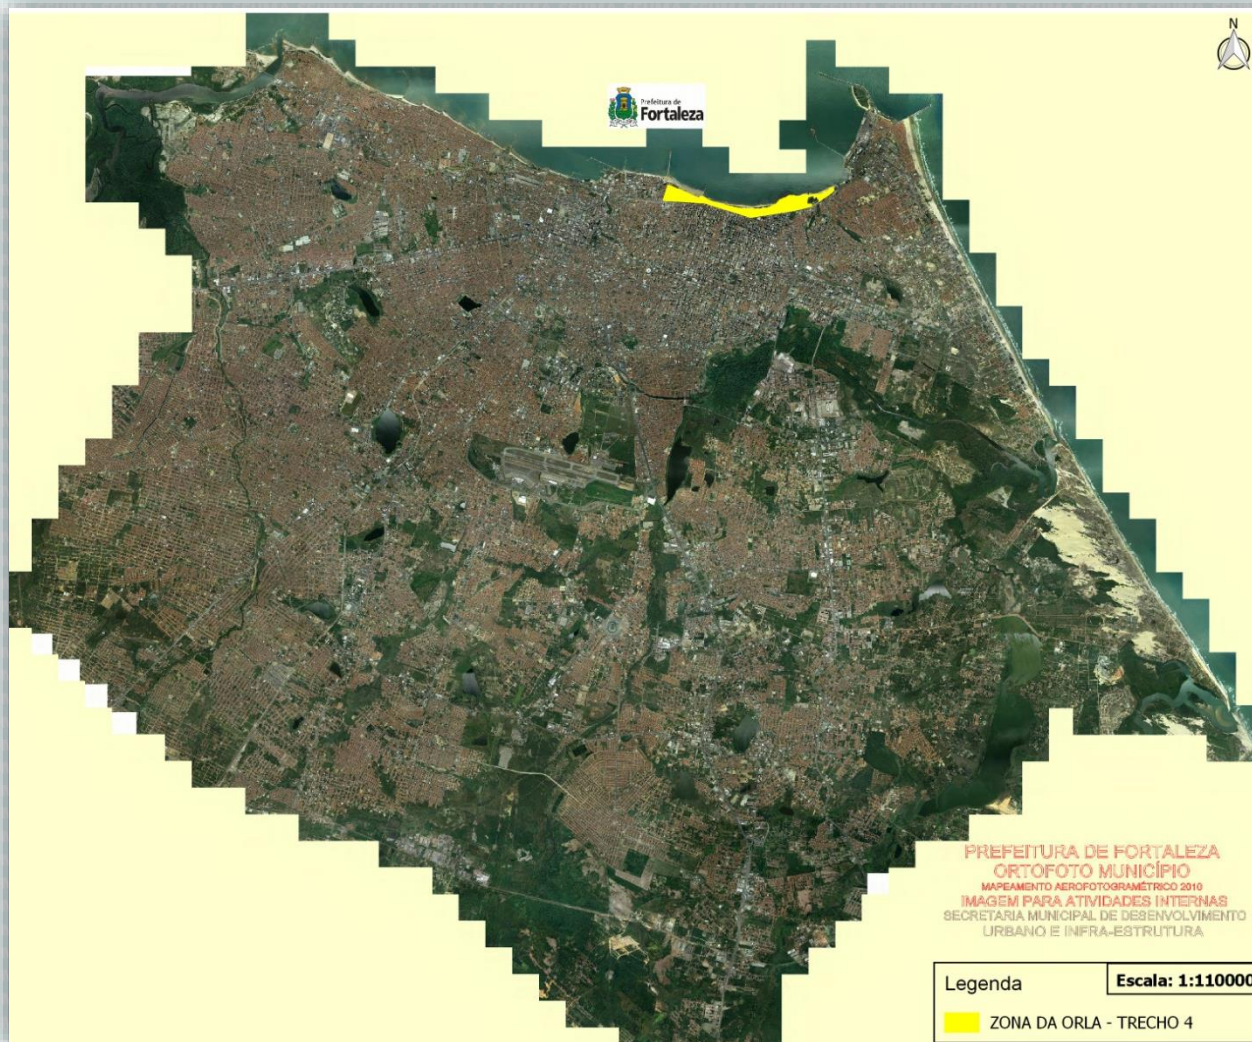 N
Prefeitura de
Fortaleza
PREFEITURA DE FORTALEZA
ORTOFOTO MUNICÍPIO
MAPEAMENTO AEROFOTOGRAMÉTRICO 2010
IMAGEM PARA ATIVIDADES INTERNAS
SECRETARIA MUNICIPAL DE DESENVOLVIMENTO
URBANO E INFRA-ESTRUTURA
Legenda
Escala: 1:110000
ZONA DA ORLA - TRECHO 4